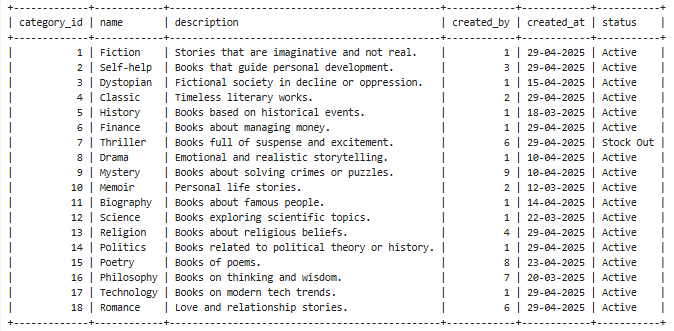 +-------------+------------+--------------------------------------------+------------+------------+-----------+
| category_id | name       | description                                | created_by | created_at | status    |
+-------------+------------+--------------------------------------------+------------+------------+-----------+
|           1 | Fiction    | Stories that are imaginative and not real. |          1 | 29-04-2025 | Active    |
|           2 | Self-help  | Books that guide personal development.     |          3 | 29-04-2025 | Active    |
|           3 | Dystopian  | Fictional society in decline or oppression. |          1 | 15-04-2025 | Active    |
|           4 | Classic    | Timeless literary works.                   |          2 | 29-04-2025 | Active    |
|           5 | History    | Books based on historical events.          |          1 | 18-03-2025 | Active    |
|           6 | Finance    | Books about managing money.                |          1 | 29-04-2025 | Active    |
|           7 | Thriller   | Books full of suspense and excitement.     |          6 | 29-04-2025 | Stock Out |
|           8 | Drama      | Emotional and realistic storytelling.      |          1 | 10-04-2025 | Active    |
|           9 | Mystery    | Books about solving crimes or puzzles.     |          9 | 10-04-2025 | Active    |
|          10 | Memoir     | Personal life stories.                     |          2 | 12-03-2025 | Active    |
|          11 | Biography  | Books about famous people.                 |          1 | 14-04-2025 | Active    |
|          12 | Science    | Books exploring scientific topics.         |          1 | 22-03-2025 | Active    |
|          13 | Religion   | Books about religious beliefs.             |          4 | 29-04-2025 | Active    |
|          14 | Politics   | Books related to political theory or history. |          1 | 29-04-2025 | Active    |
|          15 | Poetry     | Books of poems.                            |          8 | 23-04-2025 | Active    |
|          16 | Philosophy | Books on thinking and wisdom.              |          7 | 20-03-2025 | Active    |
|          17 | Technology | Books on modern tech trends.               |          1 | 29-04-2025 | Active    |
|          18 | Romance    | Love and relationship stories.             |          6 | 29-04-2025 | Active    |
+-------------+------------+--------------------------------------------+------------+------------+-----------+